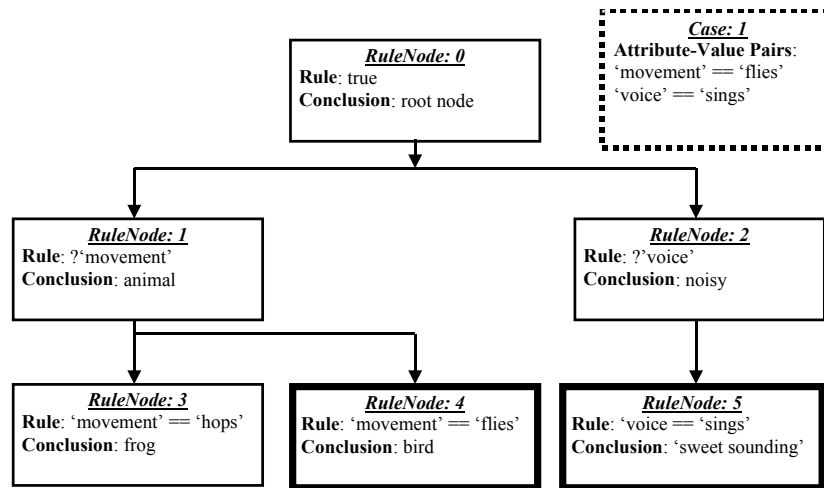 RuleNode: 0
Rule: true
Conclusion: root node
Case: 1
Attribute-Value Pairs:
‘movement’ == ‘flies’
‘voice’ == ‘sings’
RuleNode: 1
Rule: ?‘movement’
Conclusion: animal
RuleNode: 2
Rule: ?’voice’
Conclusion: noisy
RuleNode: 3
Rule: ‘movement’ == ‘hops’
Conclusion: frog
RuleNode: 4
Rule: ‘movement’ == ‘flies’
Conclusion: bird
RuleNode: 5
Rule: ‘voice == ‘sings’
Conclusion: ‘sweet sounding’